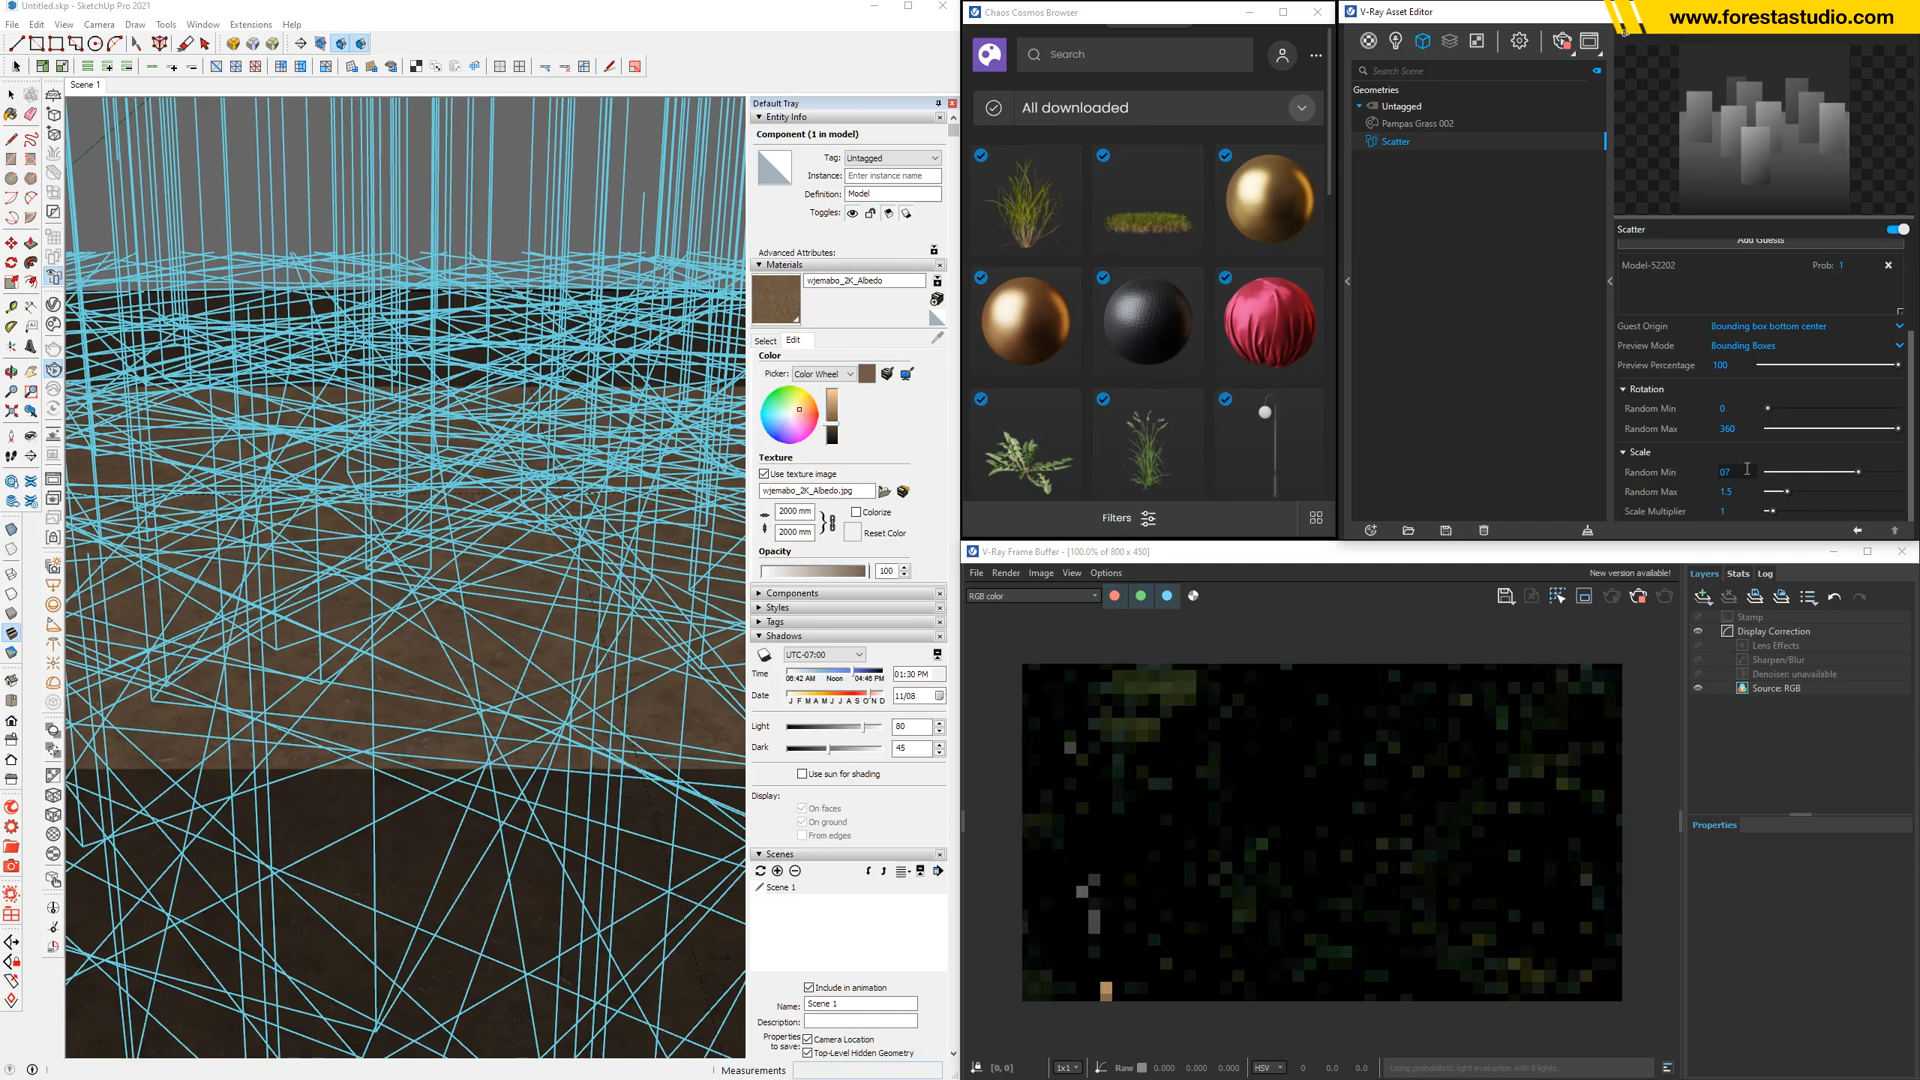 Untitled.skp - SketchUp Pro 2021
File Edit View Camera Draw Tools Window Extensions Help
Scene 1
Default Tray
Entity Info
Component (1 in model)
Tag: Untagged
Instance: Enter instance name
Definition: Model
Toggles:
Advanced Attributes:
Materials
wjemabo_2K_Albedo
Select Edit
Color
Picker: Color Wheel
Texture
Use texture image
wjemabo_2K_Albedo.jpg
2000 mm Colorize
2000 mm Reset Color
Opacity
100
Components
Styles
Tags
Shadows
UTC-07:00
Time 06:42 AM Noon 04:46 PM 01:30 PM
Date J F M A M J J A S O N D 11/08
Light 80
Dark 45
Use sun for shading
Display:
On faces
On ground
From edges
Scenes
Scene 1
Include in animation
Name: Scene 1
Description:
Properties to save: Camera Location
Top-Level Hidden Geometry
Measurements
Chaos Cosmos Browser
Search
All downloaded
Filters
V-Ray Asset Editor
www.forestastudio.com
Search Scene
Geometries
Untagged
Pampas Grass 002
Scatter
Scatter
Add Guests
Model-52202 Prob: 1
Guest Origin Bounding box bottom center
Preview Mode Bounding Boxes
Preview Percentage 100
Rotation
Random Min 0
Random Max 360
Scale
Random Min 07
Random Max 1.5
Scale Multiplier 1
V-Ray Frame Buffer - [100.0% of 800 x 450]
File Render Image View Options
New version available!
RGB color
Layers Stats Log
Stamp
Display Correction
Lens Effects
Sharpen/Blur
Denoiser: unavailable
Source: RGB
Properties
[0, 0] 1x1 Raw 0.000 0.000 0.000 HSV 0 0.0 0.0 Using probabilistic light evaluation with 8 lights.